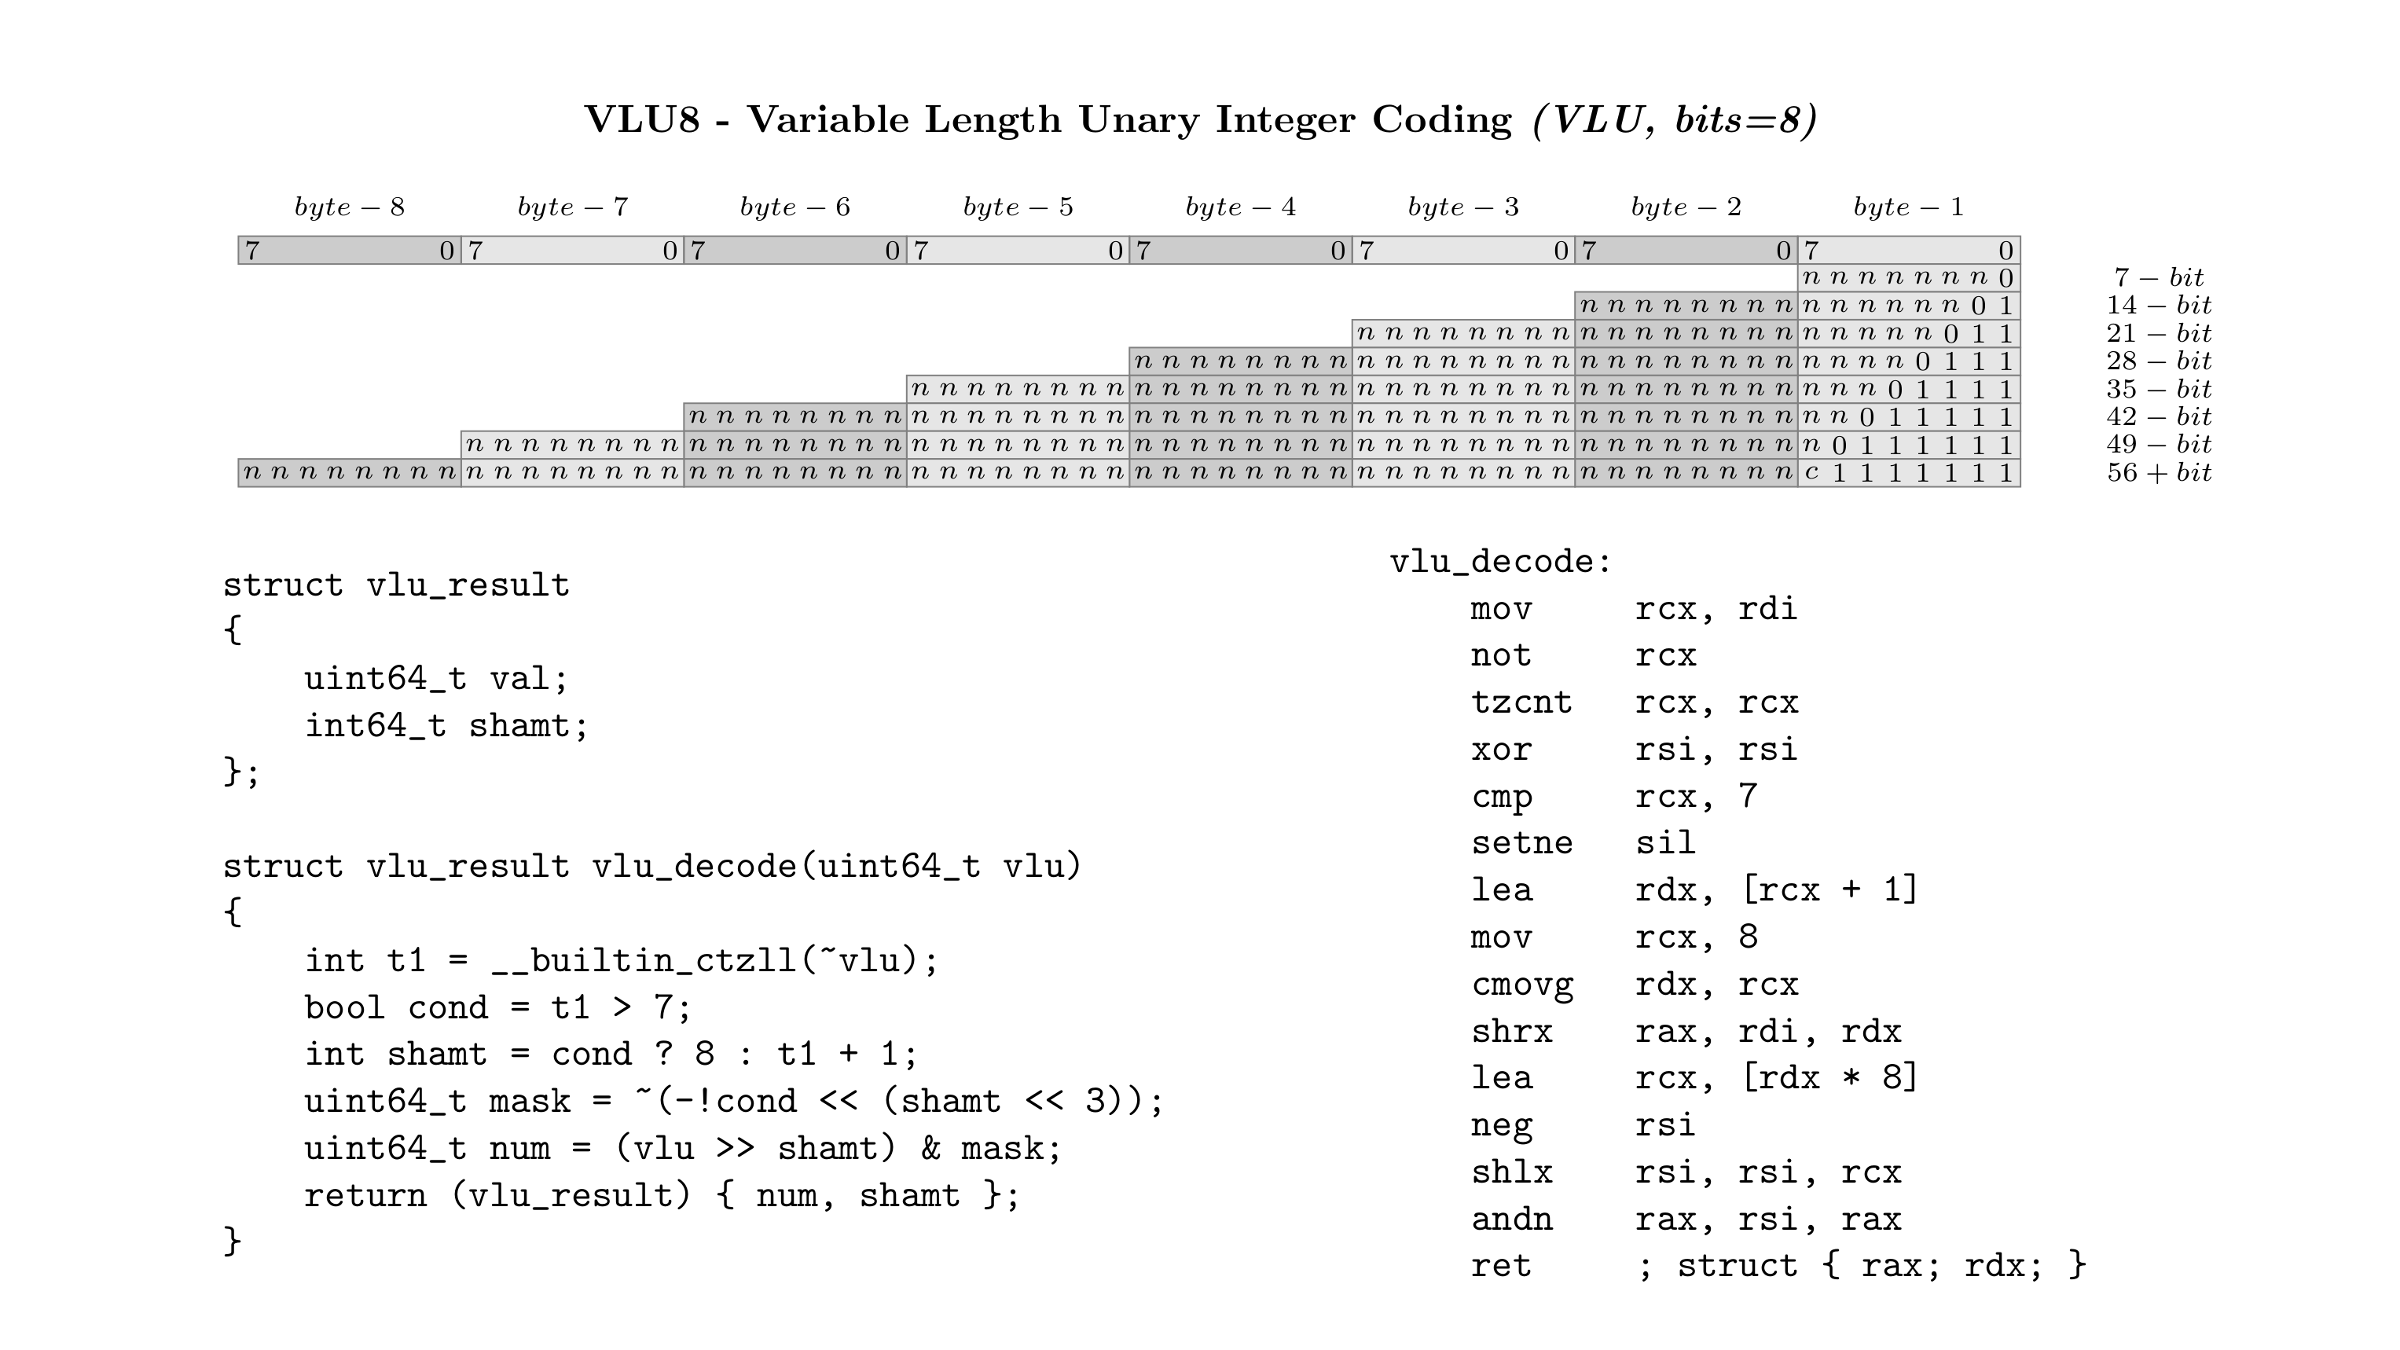 VLU8 - Variable Length Unary Integer Coding (VLU, bits=8)
byte − 8 byte − 7 byte − 6 byte − 5 byte − 4 byte − 3 byte − 2 byte − 1
7 0 7 0 7 0 7 0 7 0 7 0 7 0 7 0
n n n n n n n 0 7 − bit
n n n n n n n n n n n n n n 0 1 14 − bit
n n n n n n n n n n n n n n n n n n n n n 0 1 1 21 − bit
n n n n n n n n n n n n n n n n n n n n n n n n n n n n 0 1 1 1 28 − bit
n n n n n n n n n n n n n n n n n n n n n n n n n n n n n n n n n n n 0 1 1 1 1 35 − bit
n n n n n n n n n n n n n n n n n n n n n n n n n n n n n n n n n n n n n n n n n n 0 1 1 1 1 1 42 − bit
n n n n n n n n n n n n n n n n n n n n n n n n n n n n n n n n n n n n n n n n n n n n n n n n n 0 1 1 1 1 1 1 49 − bit
n n n n n n n n n n n n n n n n n n n n n n n n n n n n n n n n n n n n n n n n n n n n n n n n n n n n n n n n c 1 1 1 1 1 1 1 56 + bit
struct vlu_result
{
    uint64_t val;
    int64_t shamt;
};
struct vlu_result vlu_decode(uint64_t vlu)
{
    int t1 = __builtin_ctzll(~vlu);
    bool cond = t1 > 7;
    int shamt = cond ? 8 : t1 + 1;
    uint64_t mask = ~(-!cond << (shamt << 3));
    uint64_t num = (vlu >> shamt) & mask;
    return (vlu_result) { num, shamt };
}
vlu_decode:
    mov     rcx, rdi
    not     rcx
    tzcnt   rcx, rcx
    xor     rsi, rsi
    cmp     rcx, 7
    setne   sil
    lea     rdx, [rcx + 1]
    mov     rcx, 8
    cmovg   rdx, rcx
    shrx    rax, rdi, rdx
    lea     rcx, [rdx * 8]
    neg     rsi
    shlx    rsi, rsi, rcx
    andn    rax, rsi, rax
    ret     ; struct { rax; rdx; }